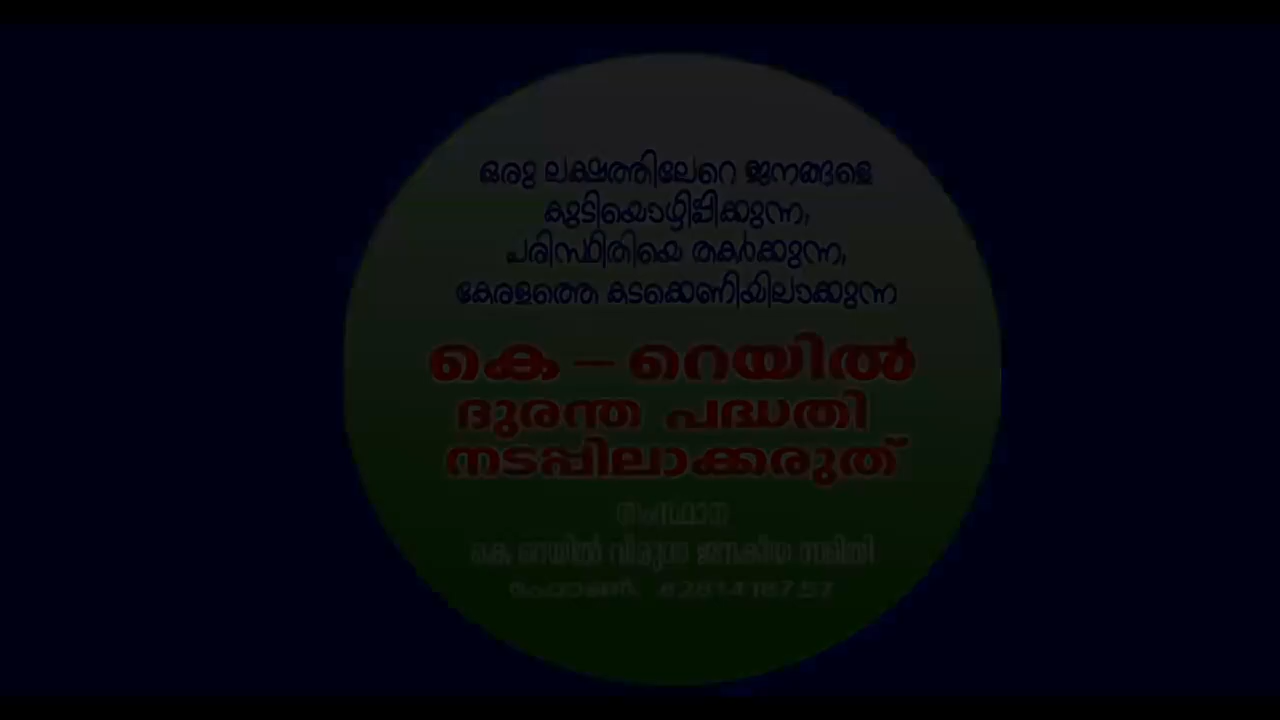 ഒരു ലക്ഷത്തിലേറെ ജനങ്ങളെ
കുടിയൊഴിപ്പിക്കുന്ന,
പരിസ്ഥിതിയെ തകർക്കുന്ന,
കേരളത്തെ കടക്കെണിയിലാക്കുന്ന
കെ – റെയിൽ
ദുരന്ത പദ്ധതി
നടപ്പിലാക്കരുത്
സംസ്ഥാന
കെ റെയിൽ വിരുദ്ധ ജനകീയ സമിതി
ഫോൺ: